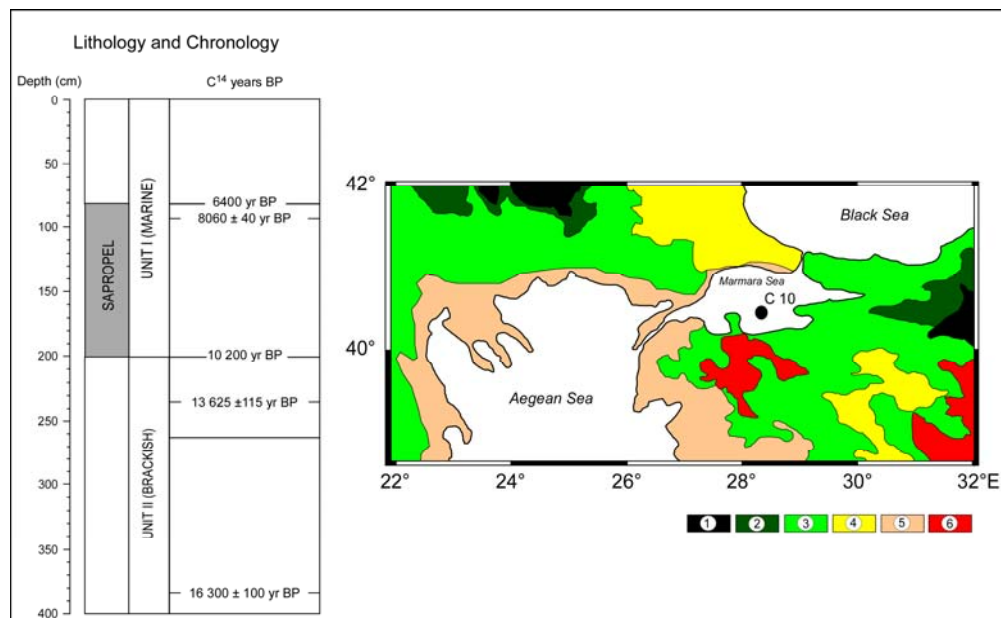 Lithology and Chronology
Depth (cm)
C14 years BP
0
50
100
150
200
250
300
350
400
SAPROPEL
UNIT I (MARINE)
UNIT II (BRACKISH)
6400 yr BP
8060 ± 40 yr BP
10 200 yr BP
13 625 ±115 yr BP
16 300 ± 100 yr BP
42°
40°
Black Sea
Marmara Sea
C 10
Aegean Sea
22°
24°
26°
28°
30°
32°E
1
2
3
4
5
6